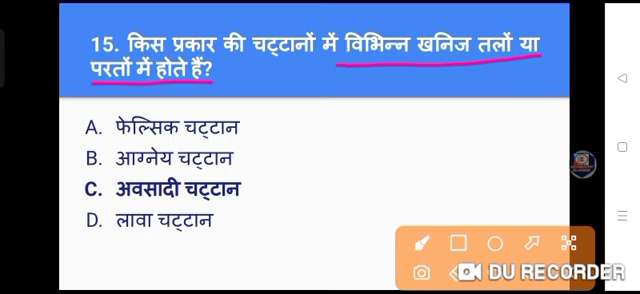 15. किस प्रकार की चट्टानों में विभिन्न खनिज तलों या
परतों में होते हैं?
A. फेल्सिक चट्टान
B. आग्नेय चट्टान
C. अवसादी चट्टान
D. लावा चट्टान
DU RECORDER